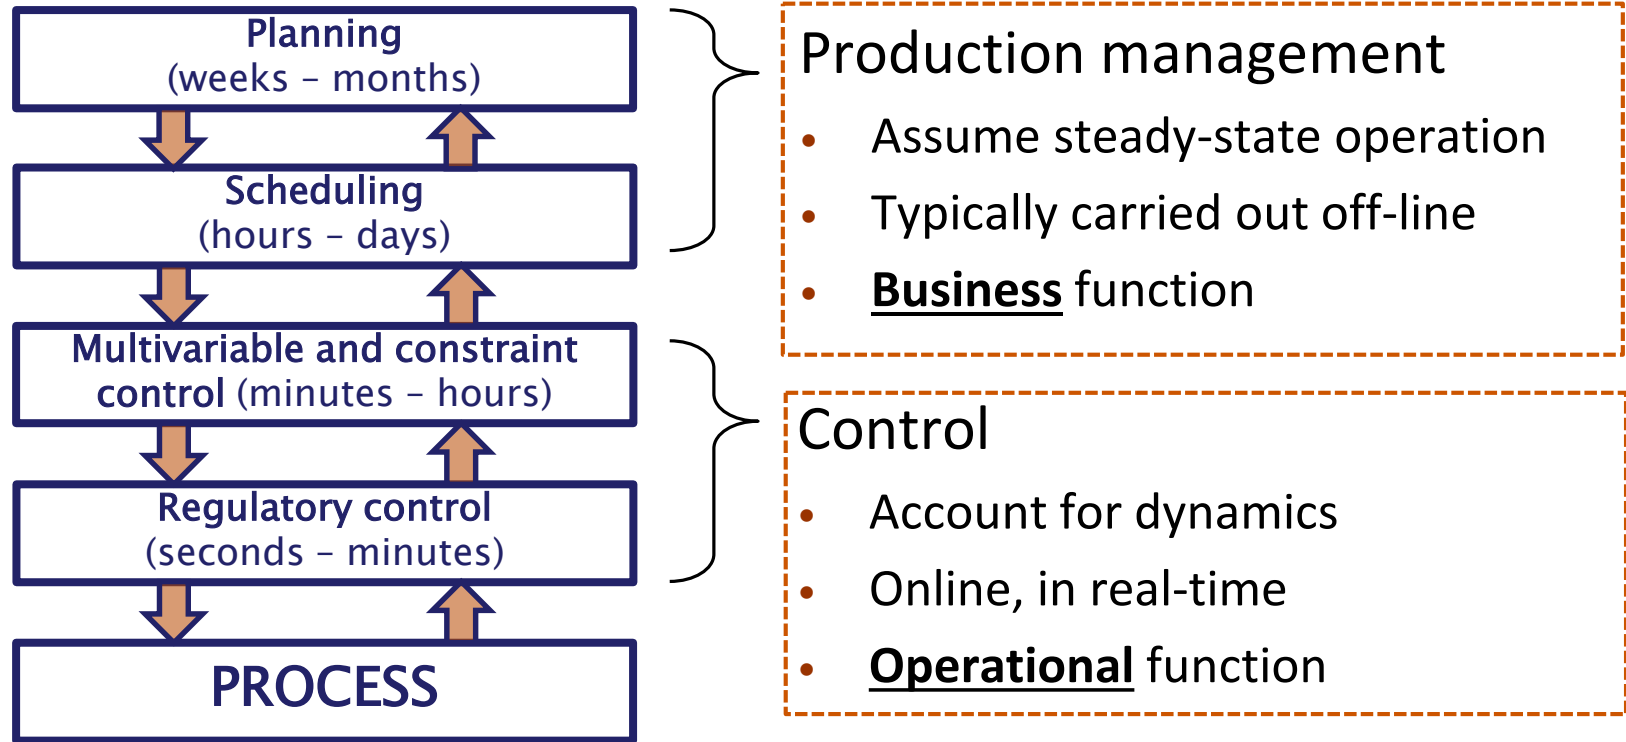 Planning
(weeks – months)
Scheduling
(hours – days)
Multivariable and constraint
control (minutes – hours)
Regulatory control
(seconds – minutes)
PROCESS
Production management
• Assume steady-state operation
• Typically carried out off-line
• Business function
Control
• Account for dynamics
• Online, in real-time
• Operational function